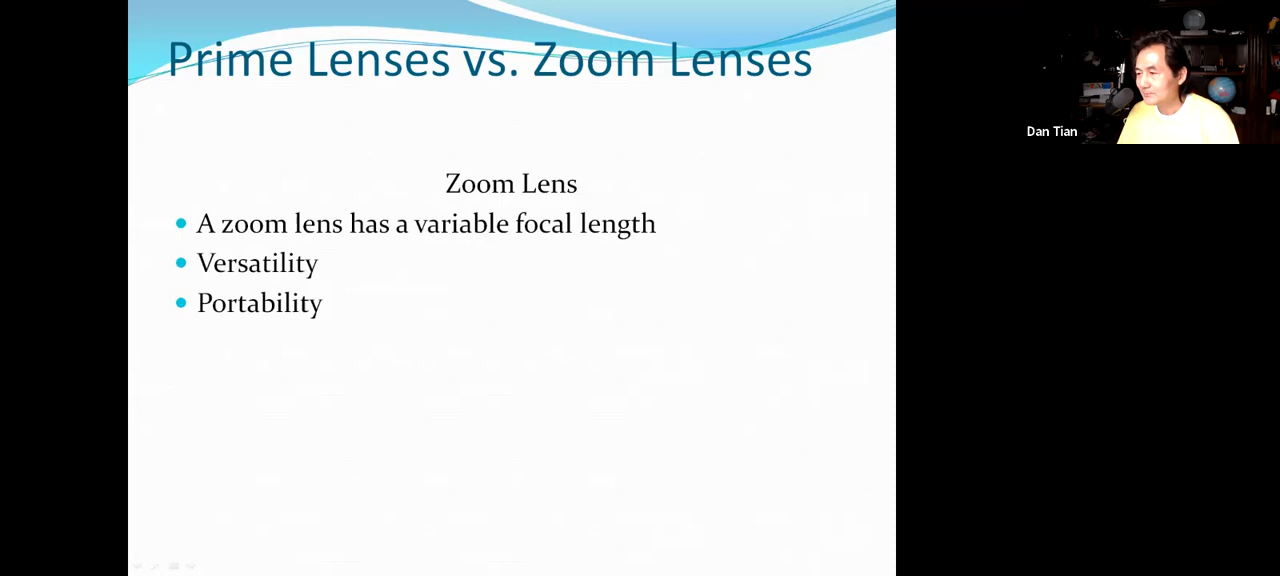 Prime Lenses vs. Zoom Lenses
Zoom Lens
A zoom lens has a variable focal length
Versatility
Portability
Dan Tian